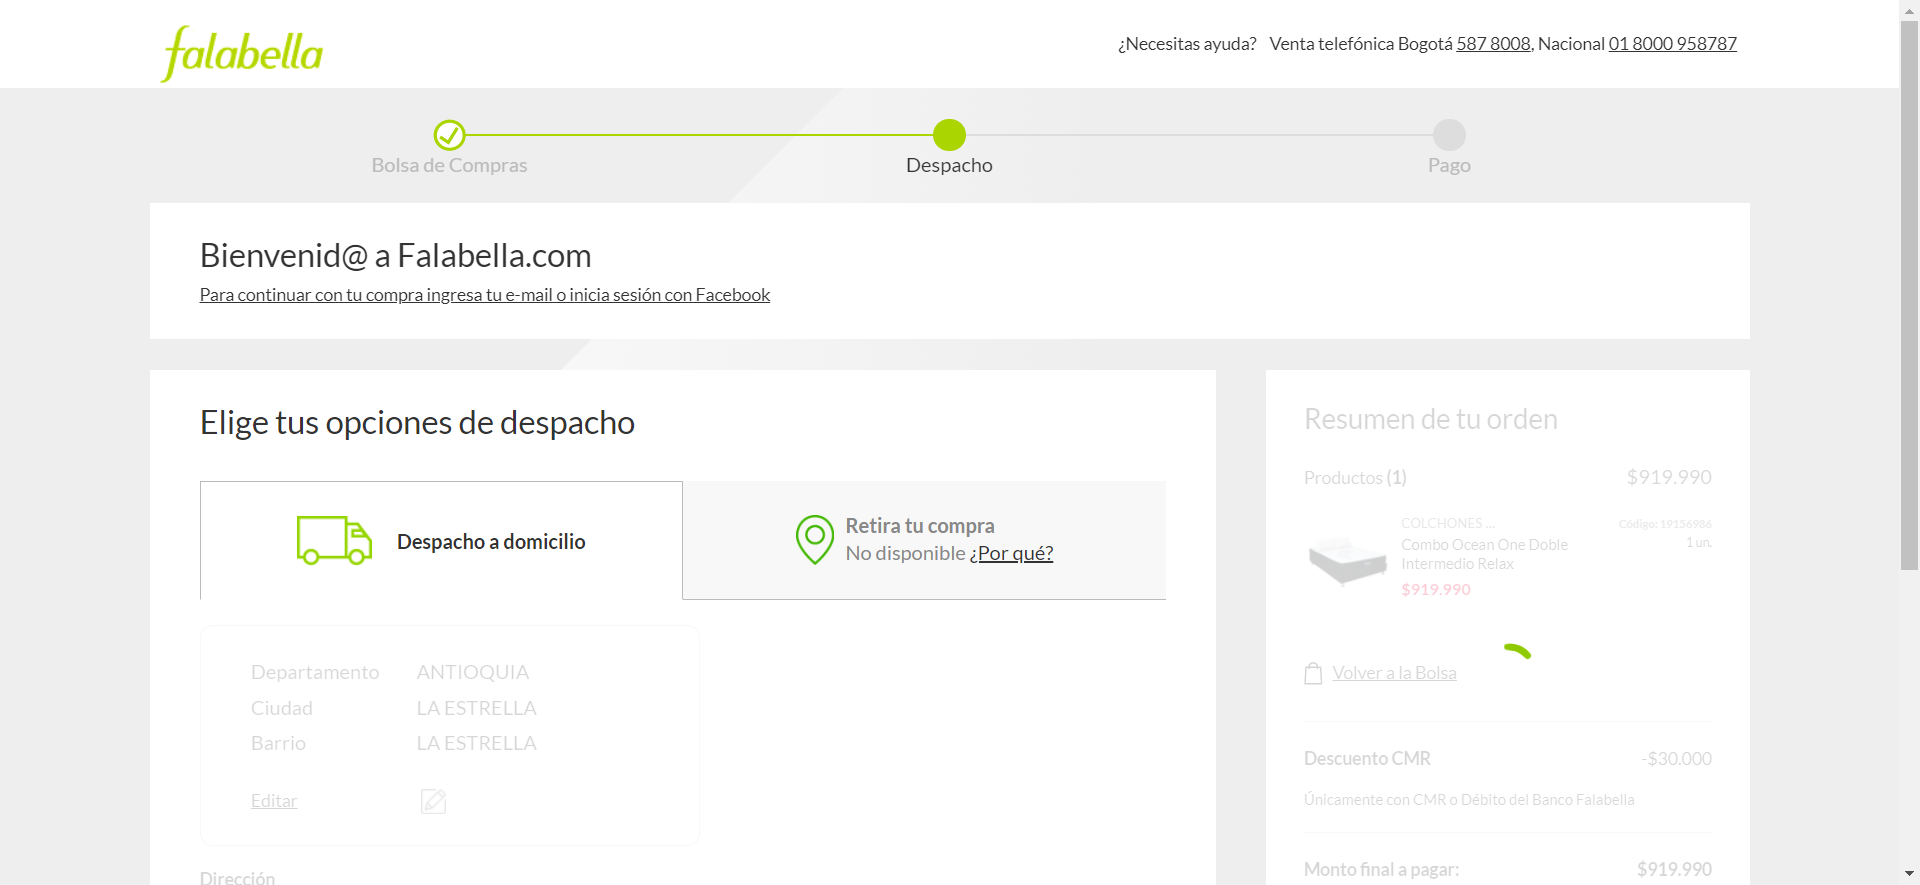 falabella
¿Necesitas ayuda? Venta telefónica Bogotá 587 8008, Nacional 01 8000 958787
Bolsa de Compras
Despacho
Pago
Bienvenid@ a Falabella.com
Para continuar con tu compra ingresa tu e-mail o inicia sesión con Facebook
Elige tus opciones de despacho
Despacho a domicilio
Retira tu compra
No disponible ¿Por qué?
Departamento ANTIOQUIA
Ciudad LA ESTRELLA
Barrio LA ESTRELLA
Editar
Dirección
Resumen de tu orden
Productos (1) $919.990
COLCHONES ... Código: 19156986
Combo Ocean One Doble 1 un.
Intermedio Relax
$919.990
Volver a la Bolsa
Descuento CMR -$30.000
Únicamente con CMR o Débito del Banco Falabella
Monto final a pagar: $919.990